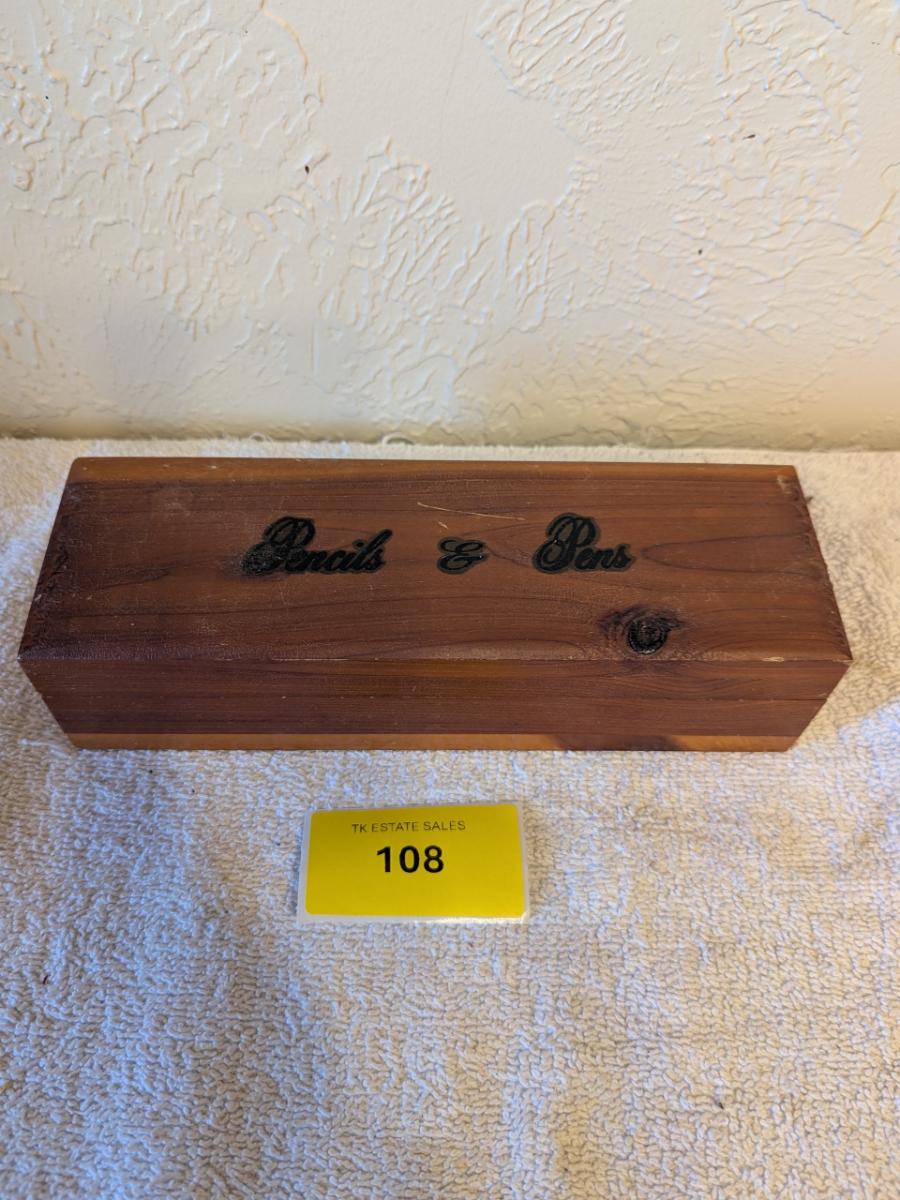 Pencils & Pens
TK ESTATE SALES
108